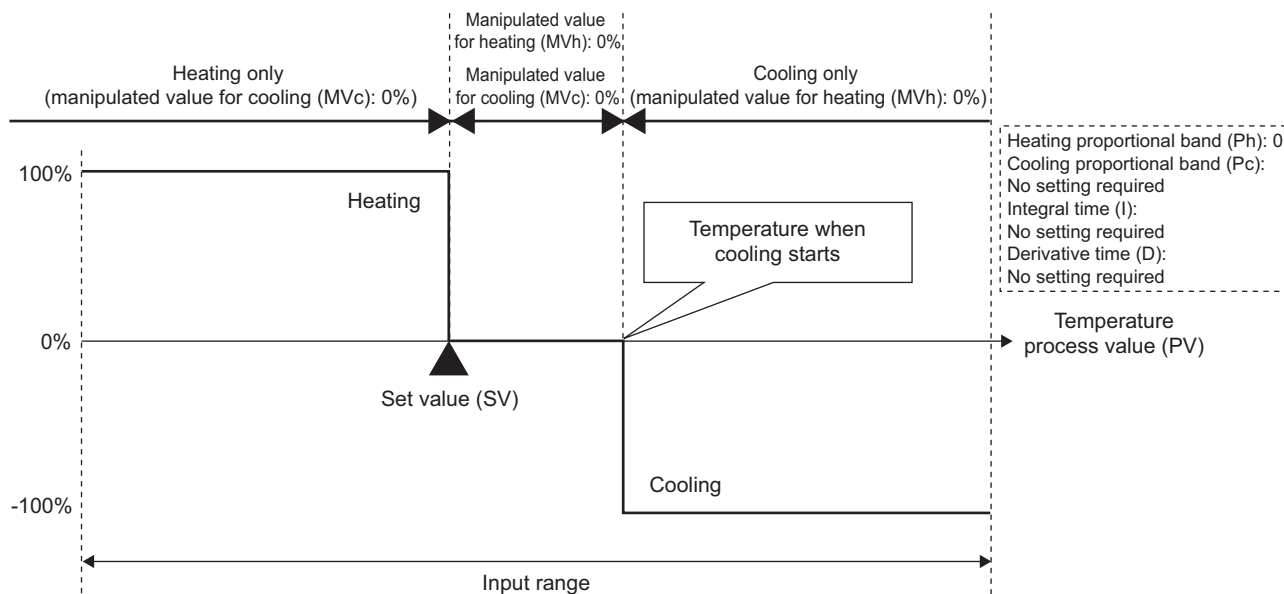 Manipulated value
for heating (MVh): 0%
Heating only
(manipulated value for cooling (MVc): 0%)
Manipulated value
for cooling (MVc): 0%
Cooling only
(manipulated value for heating (MVh): 0%)
Heating proportional band (Ph): 0
Cooling proportional band (Pc):
No setting required
Integral time (I):
No setting required
Derivative time (D):
No setting required
100%
Heating
Temperature when
cooling starts
0%
Temperature
process value (PV)
Set value (SV)
Cooling
-100%
Input range